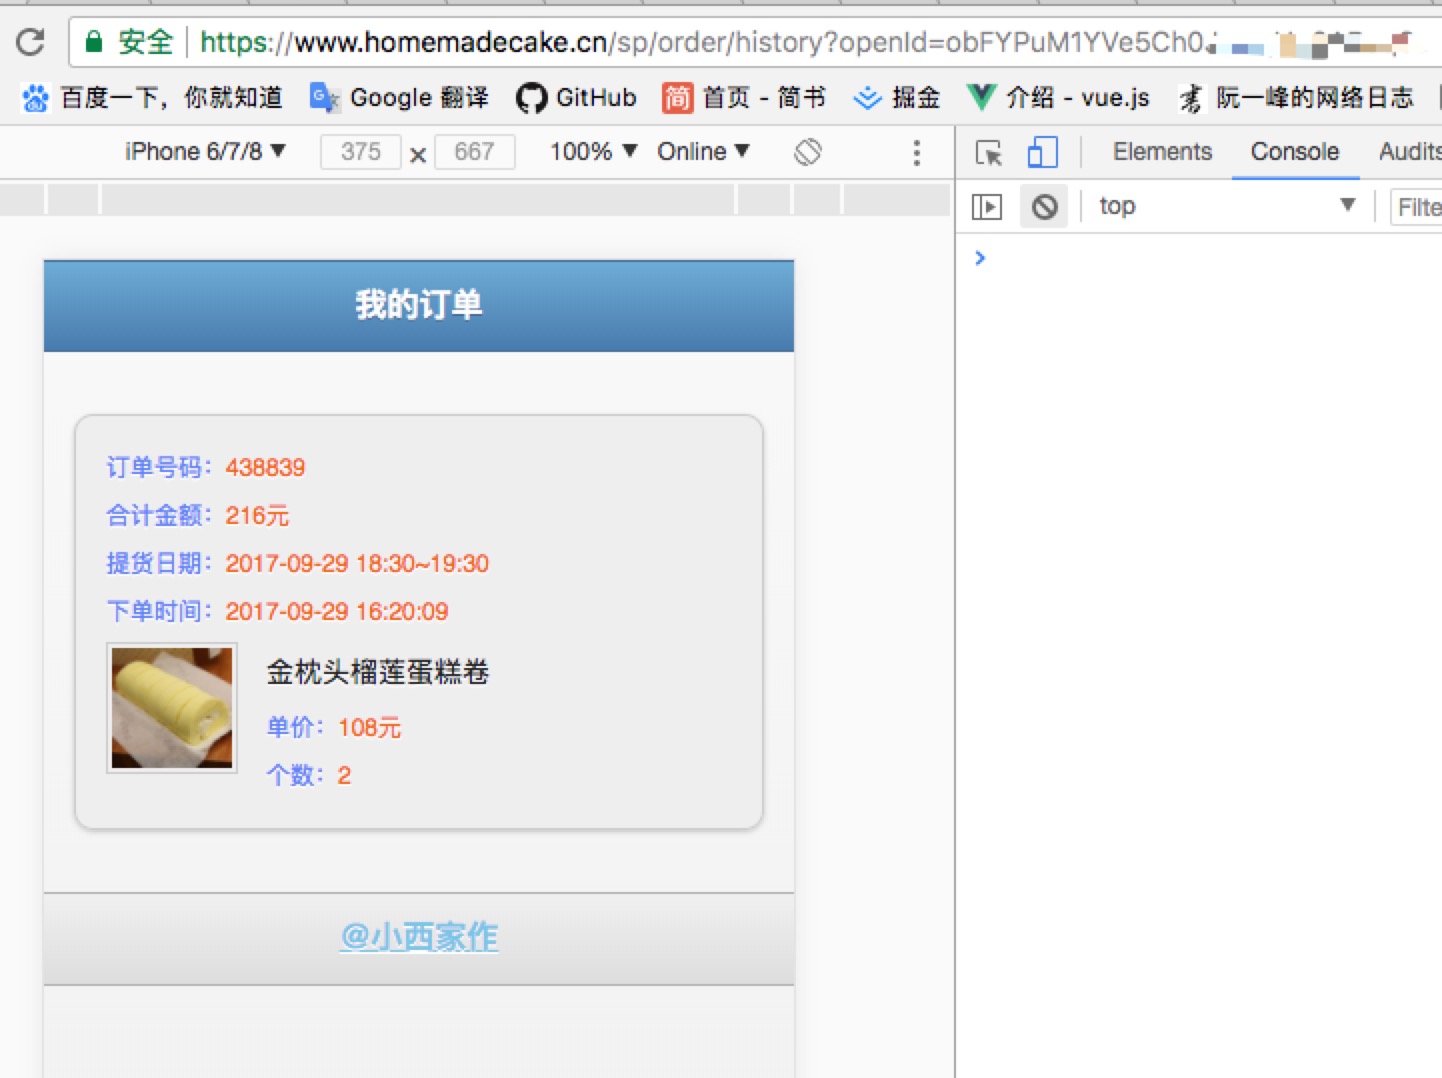 安全 https://www.homemadecake.cn/sp/order/history?openId=obFYPuM1YVe5Ch0
百度一下，你就知道 Google 翻译 GitHub 简 首页 - 简书 掘金 介绍 - vue.js 阮一峰的网络日志
iPhone 6/7/8 375 × 667 100% Online Elements Console Audits
top Filte
我的订单
订单号码：438839
合计金额：216元
提货日期：2017-09-29 18:30~19:30
下单时间：2017-09-29 16:20:09
金枕头榴莲蛋糕卷
单价：108元
个数：2
@小西家作